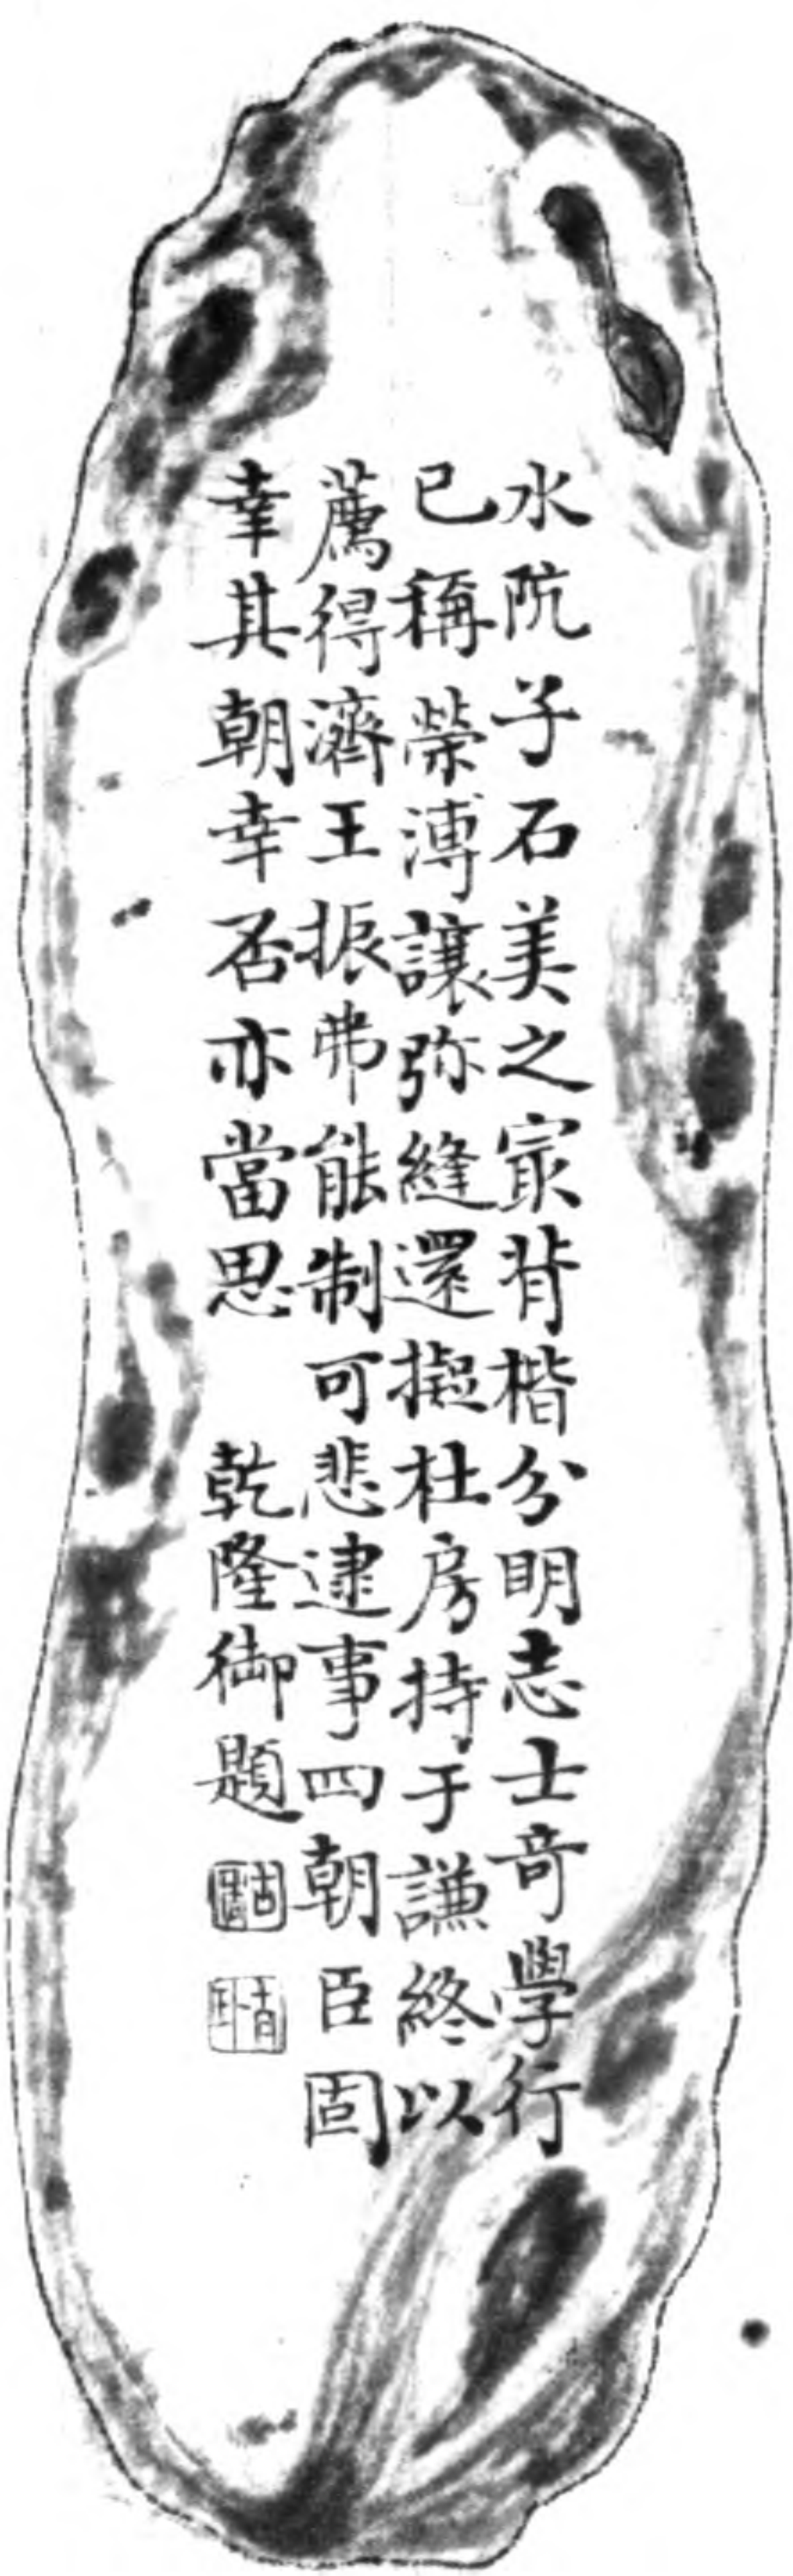 水阬子石美之冣背楷分明志士奇學行
已稱榮溥讓弥縫還擬杜房持于謙終以
薦得濟王振弗能制可悲逮事四朝臣固
幸其朝幸否亦當思　乾隆御題